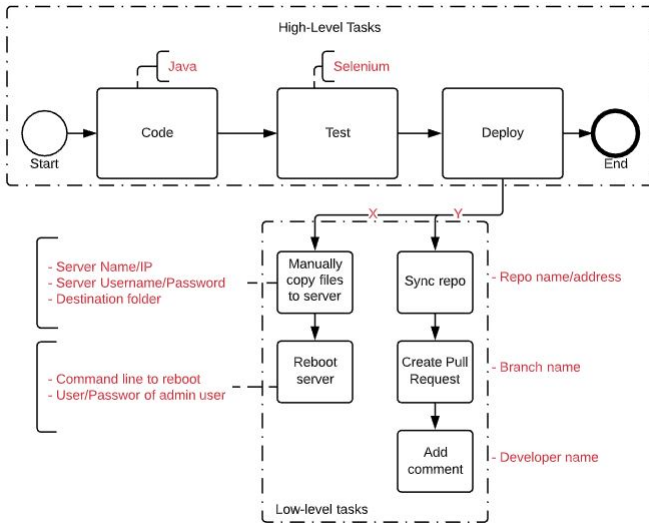 High-Level Tasks
Java
Selenium
Code
Test
Deploy
Start
End
X
Y
- Server Name/IP
- Server Username/Password
- Destination folder
Manually
copy files
to server
Sync repo
- Repo name/address
- Command line to reboot
- User/Passwor of admin user
Reboot
server
Create Pull
Request
- Branch name
Add
comment
- Developer name
Low-level tasks